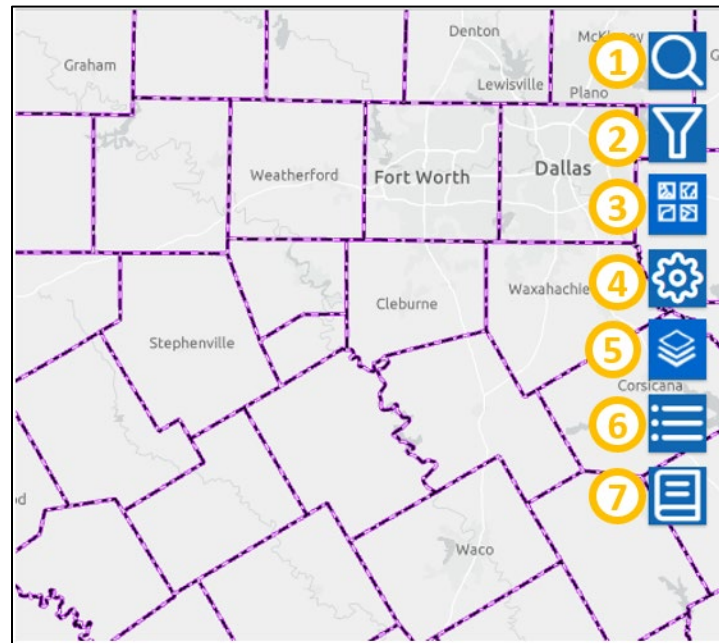 Denton
Graham
1
Lewisville
Plano
2
Weatherford
Fort Worth
Dallas
3
4
Cleburne
Waxahachie
Stephenville
5
Corsicana
6
7
Waco